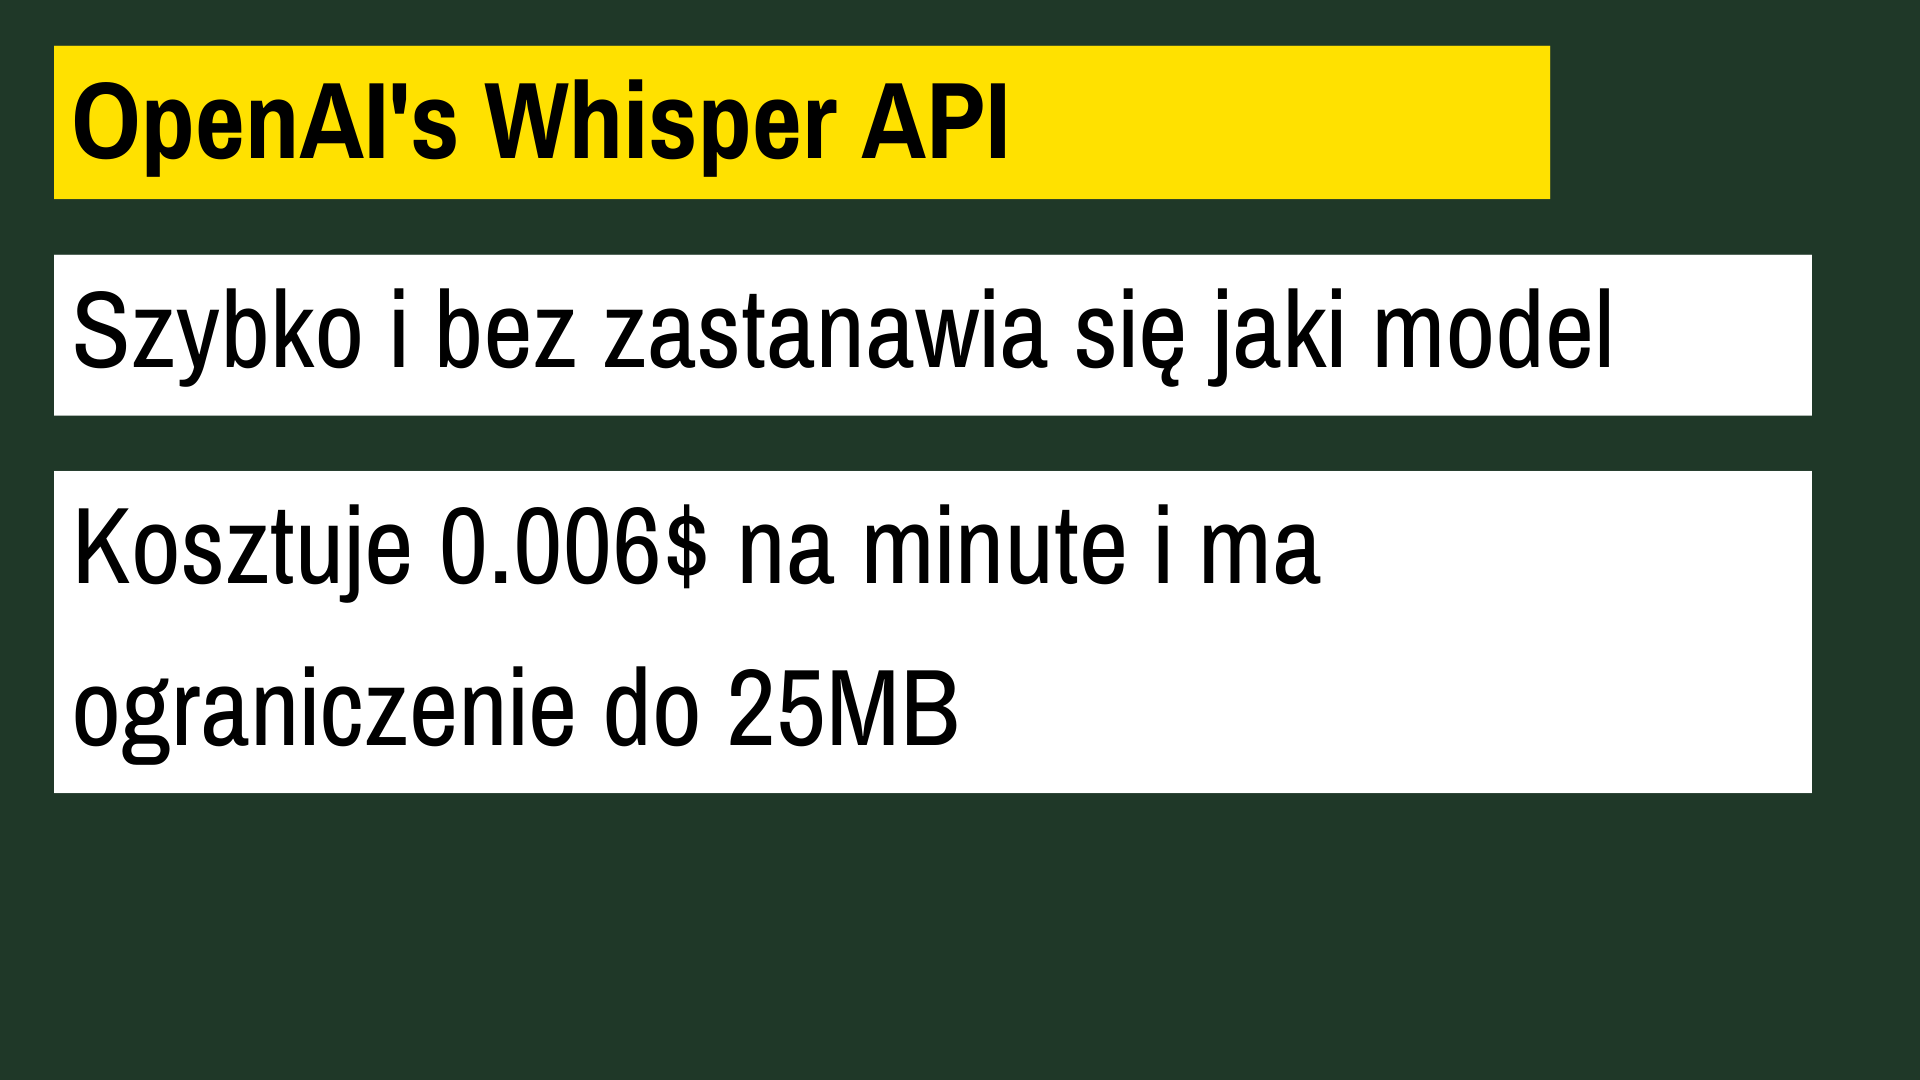 OpenAI's Whisper API
Szybko i bez zastanawia się jaki model
Kosztuje 0.006$ na minute i ma
ograniczenie do 25MB